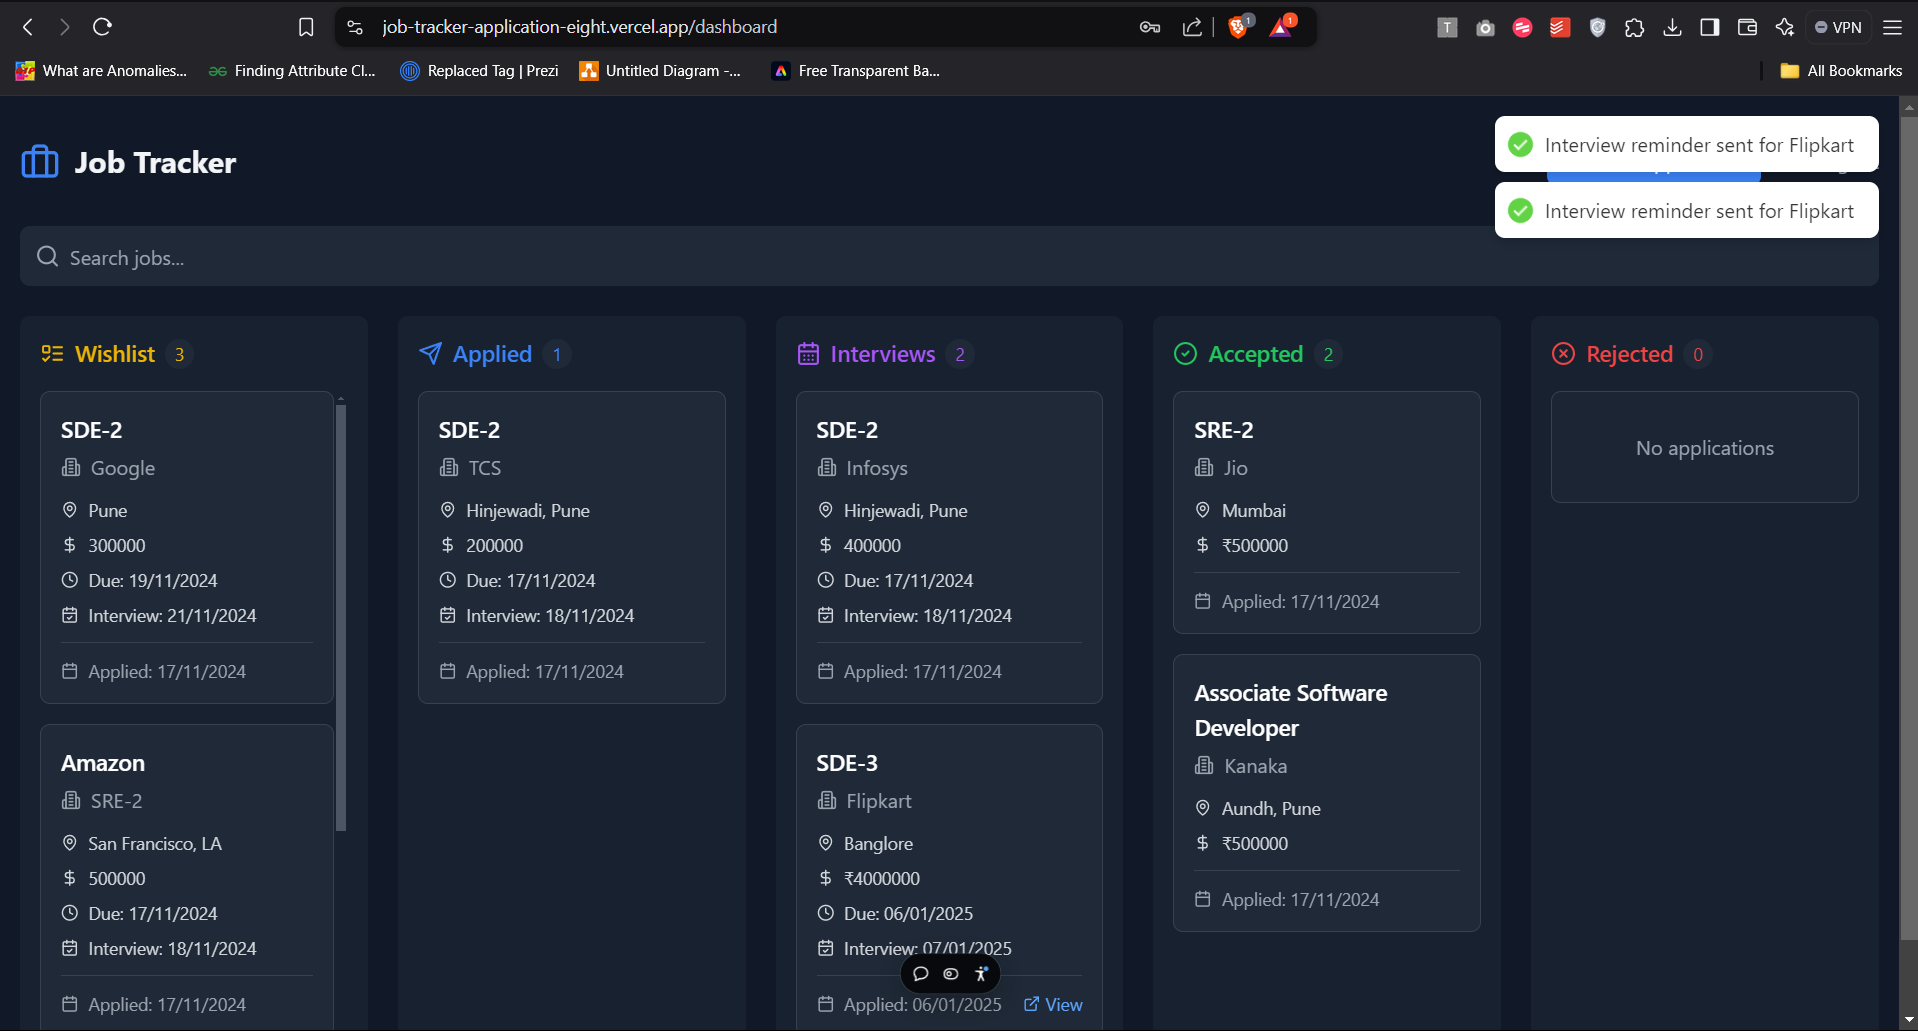 job-tracker-application-eight.vercel.app/dashboard
1
1
T
VPN
What are Anomalies...
Finding Attribute Cl...
Replaced Tag | Prezi
Untitled Diagram -...
Free Transparent Ba...
All Bookmarks
Job Tracker
Interview reminder sent for Flipkart
Interview reminder sent for Flipkart
Search jobs...
Wishlist 3
SDE-2
Google
Pune
$ 300000
Due: 19/11/2024
Interview: 21/11/2024
Applied: 17/11/2024
Amazon
SRE-2
San Francisco, LA
$ 500000
Due: 17/11/2024
Interview: 18/11/2024
Applied: 17/11/2024
Applied 1
SDE-2
TCS
Hinjewadi, Pune
$ 200000
Due: 17/11/2024
Interview: 18/11/2024
Applied: 17/11/2024
Interviews 2
SDE-2
Infosys
Hinjewadi, Pune
$ 400000
Due: 17/11/2024
Interview: 18/11/2024
Applied: 17/11/2024
SDE-3
Flipkart
Banglore
$ ₹4000000
Due: 06/01/2025
Interview: 07/01/2025
Applied: 06/01/2025 View
Accepted 2
SRE-2
Jio
Mumbai
$ ₹500000
Applied: 17/11/2024
Associate Software
Developer
Kanaka
Aundh, Pune
$ ₹500000
Applied: 17/11/2024
Rejected 0
No applications